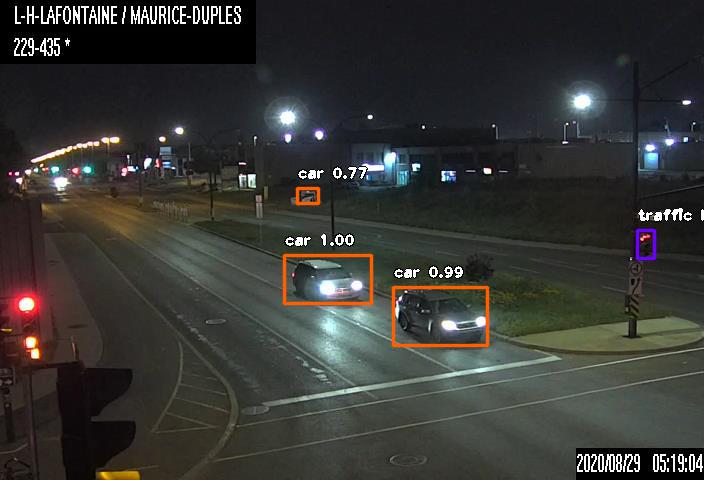 L-H-LAFONTAINE / MAURICE-DUPLES
229-435 *
car 0.77
traffic l
car 1.00
car 0.99
2020/08/29 05:19:04